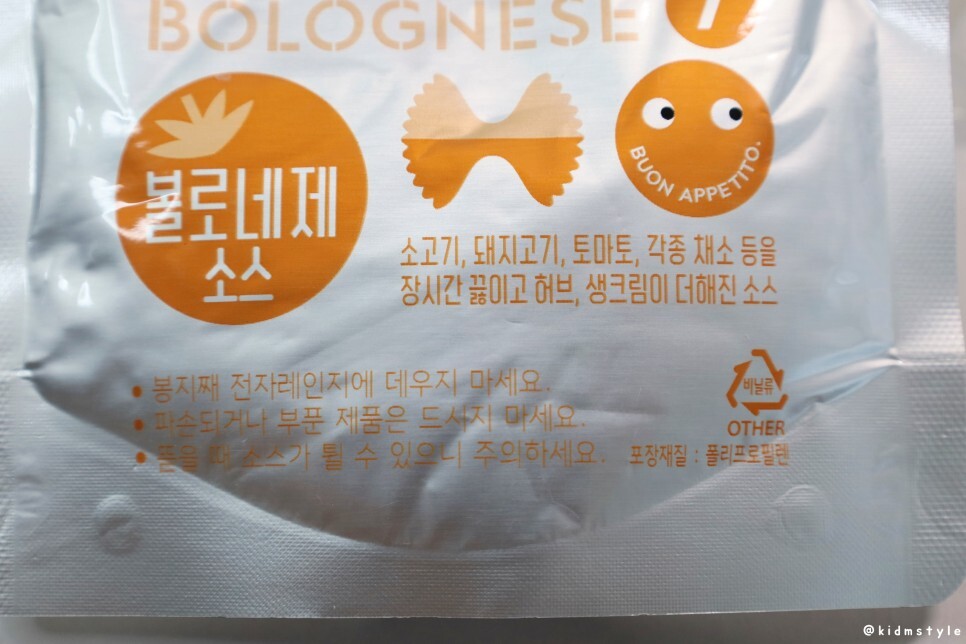 BOLOGNESE
볼로네제
소스
BUON APPETITO.
소고기, 돼지고기, 토마토, 각종 채소 등을
장시간 끓이고 허브, 생크림이 더해진 소스
• 봉지째 전자레인지에 데우지 마세요.
• 파손되거나 부푼 제품은 드시지 마세요.
• 뜯을 때 소스가 튈 수 있으니 주의하세요.
비닐류
OTHER
포장재질 : 폴리프로필렌
@kidmstyle